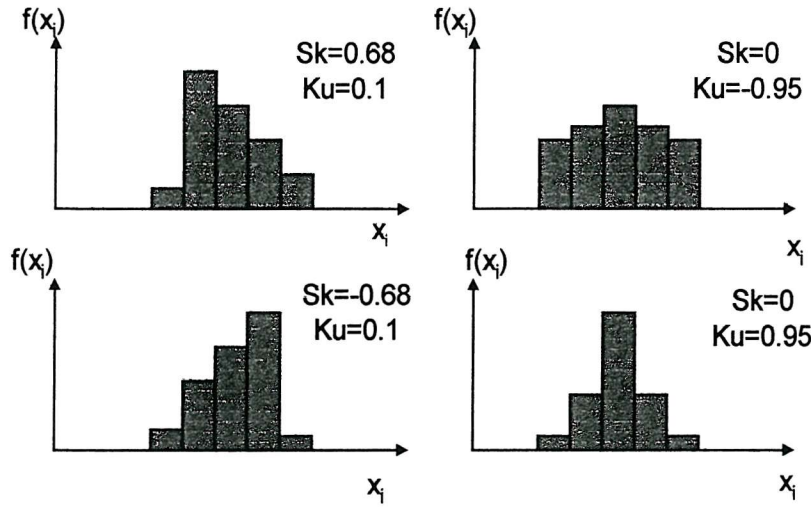 f(xi)
Sk=0.68
Ku=0.1
xi
f(xi)
Sk=0
Ku=-0.95
xi
f(xi)
Sk=-0.68
Ku=0.1
xi
f(xi)
Sk=0
Ku=0.95
xi